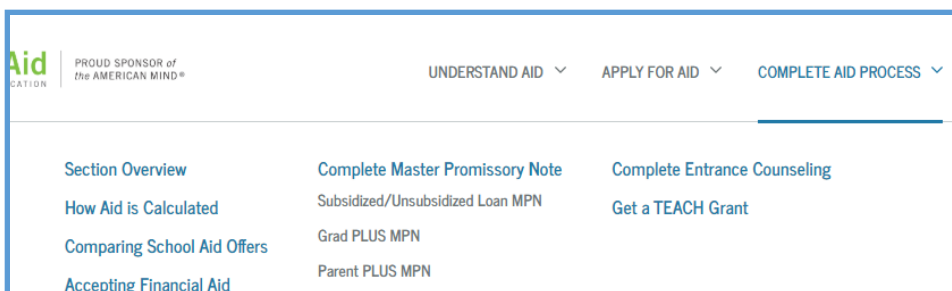 Aid
PROUD SPONSOR of
the AMERICAN MIND®
UNDERSTAND AID
APPLY FOR AID
COMPLETE AID PROCESS
Section Overview
How Aid is Calculated
Comparing School Aid Offers
Accepting Financial Aid
Complete Master Promissory Note
Subsidized/Unsubsidized Loan MPN
Grad PLUS MPN
Parent PLUS MPN
Complete Entrance Counseling
Get a TEACH Grant